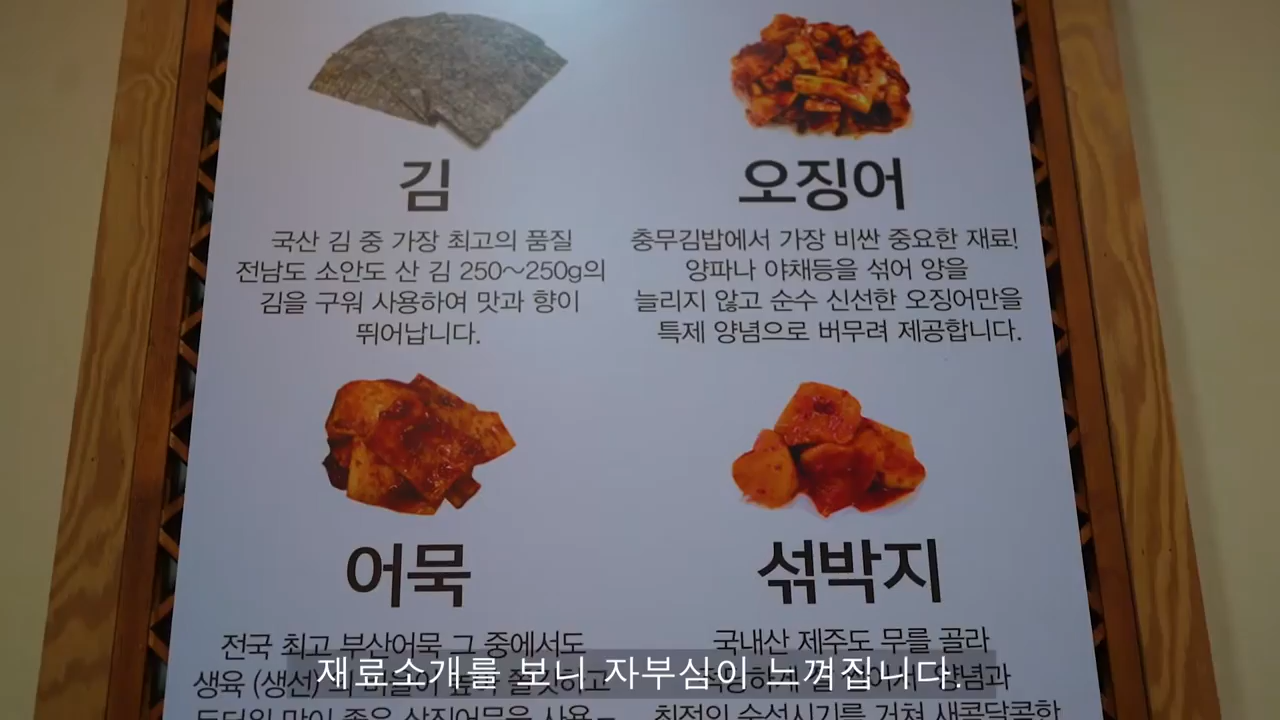 김
국산 김 중 가장 최고의 품질
전남도 소안도 산 김 250~250g의
김을 구워 사용하여 맛과 향이
뛰어납니다.
오징어
충무김밥에서 가장 비싼 중요한 재료!
양파나 야채등을 섞어 양을
늘리지 않고 순수 신선한 오징어만을
특제 양념으로 버무려 제공합니다.
어묵
전국 최고 부산어묵 그 중에서도
생육 (생선)
섞박지
국내산 제주도 무를 골라
양념과
재료소개를 보니 자부심이 느껴집니다.